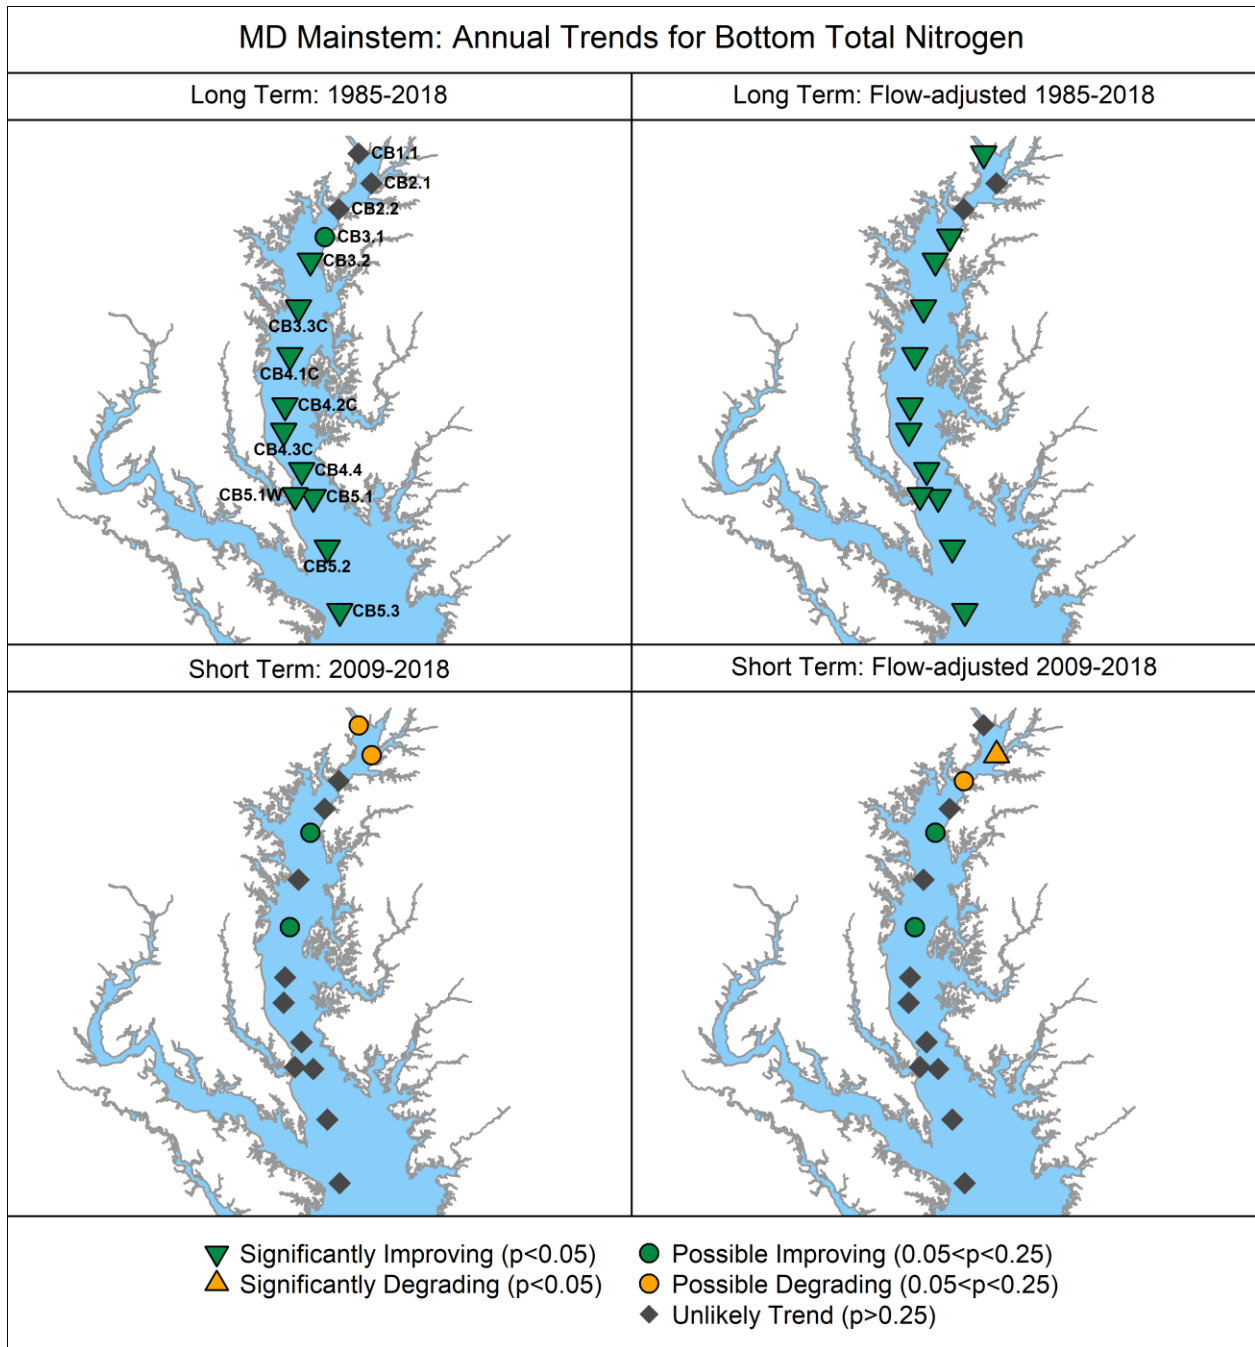 MD Mainstem: Annual Trends for Bottom Total Nitrogen
Long Term: 1985-2018
Long Term: Flow-adjusted 1985-2018
CB1.1
CB2.1
CB2.2
CB3.1
CB3.2
CB3.3C
CB4.1C
CB4.2C
CB4.3C
CB4.4
CB5.1W
CB5.1
CB5.2
CB5.3
Short Term: 2009-2018
Short Term: Flow-adjusted 2009-2018
Significantly Improving (p<0.05)
Significantly Degrading (p<0.05)
Possible Improving (0.05<p<0.25)
Possible Degrading (0.05<p<0.25)
Unlikely Trend (p>0.25)